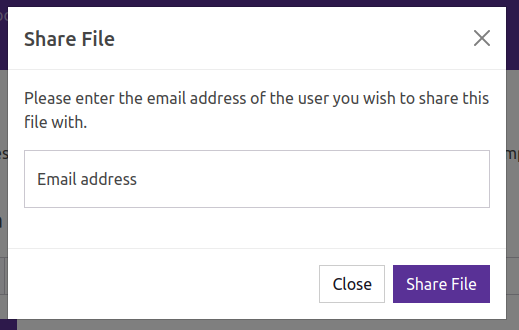 Share File
Please enter the email address of the user you wish to share this
file with.
Email address
Close
Share File